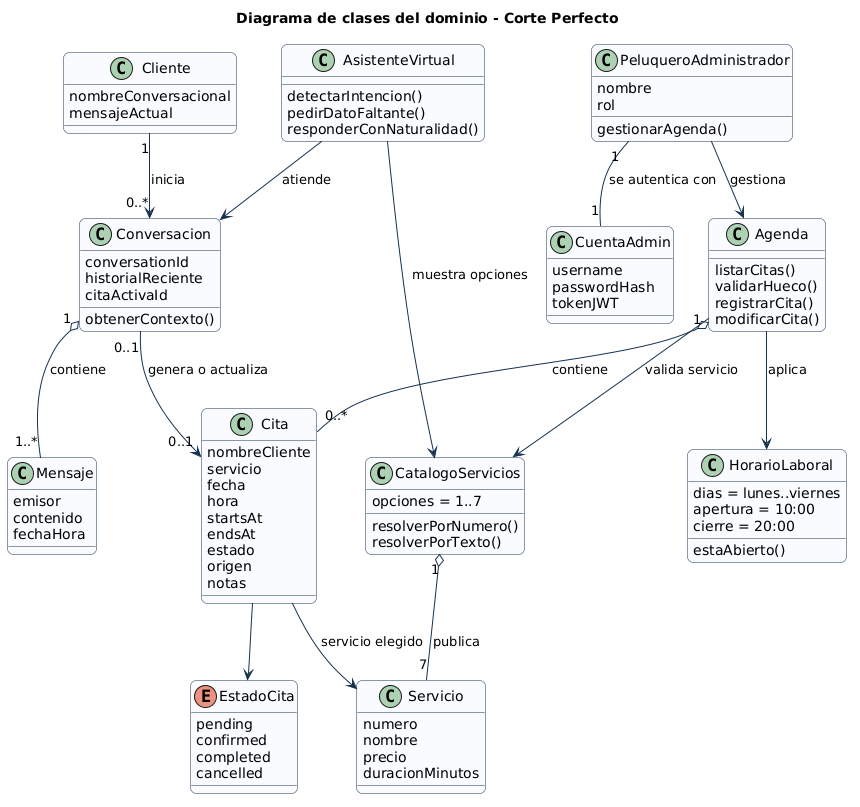 Diagrama de clases del dominio - Corte Perfecto
C Cliente
nombreConversacional
mensajeActual
C AsistenteVirtual
detectarIntencion()
pedirDatoFaltante()
responderConNaturalidad()
C PeluqueroAdministrador
nombre
rol
gestionarAgenda()
1
inicia
0..*
atiende
muestra opciones
1
se autentica con
1
gestiona
C Conversacion
conversationId
historialReciente
citaActivaId
obtenerContexto()
C CuentaAdmin
username
passwordHash
tokenJWT
C Agenda
listarCitas()
validarHueco()
registrarCita()
modificarCita()
1
contiene
1..*
0..1
genera o actualiza
0..1
1
contiene
0..*
valida servicio
aplica
C Mensaje
emisor
contenido
fechaHora
C Cita
nombreCliente
servicio
fecha
hora
startsAt
endsAt
estado
origen
notas
C CatalogoServicios
opciones = 1..7
resolverPorNumero()
resolverPorTexto()
C HorarioLaboral
dias = lunes..viernes
apertura = 10:00
cierre = 20:00
estaAbierto()
servicio elegido
1
publica
7
E EstadoCita
pending
confirmed
completed
cancelled
C Servicio
numero
nombre
precio
duracionMinutos